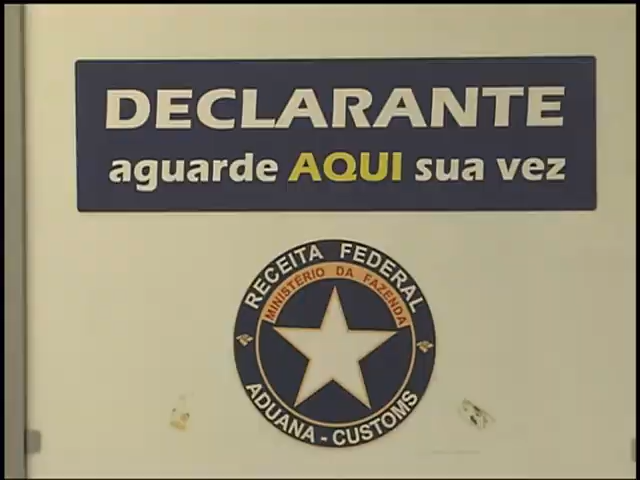 DECLARANTE
aguarde AQUI sua vez
RECEITA FEDERAL
MINISTÉRIO DA FAZENDA
ADUANA - CUSTOMS